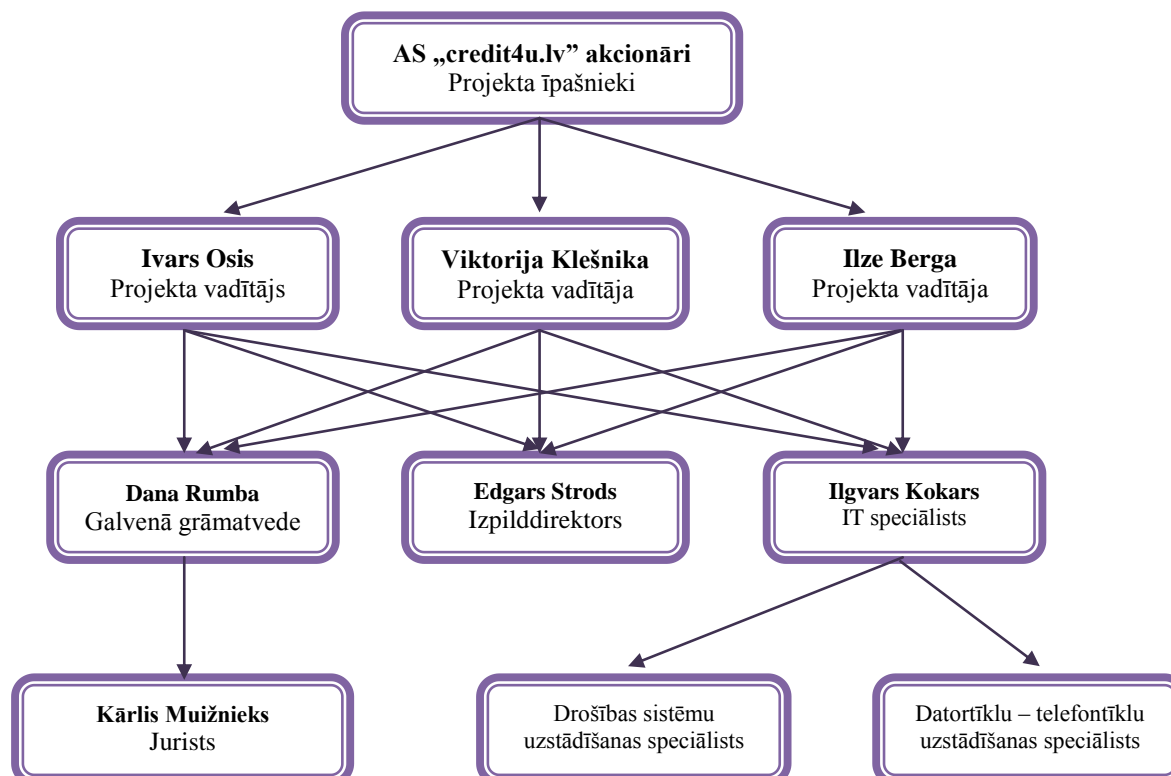 AS „credit4u.lv” akcionāri
Projekta īpašnieki
Ivars Osis
Projekta vadītājs
Viktorija Klešnika
Projekta vadītāja
Ilze Berga
Projekta vadītāja
Dana Rumba
Galvenā grāmatvede
Edgars Strods
Izpilddirektors
Ilgvars Kokars
IT speciālists
Kārlis Muižnieks
Jurists
Drošības sistēmu
uzstādīšanas speciālists
Datortīklu – telefontīklu
uzstādīšanas speciālists